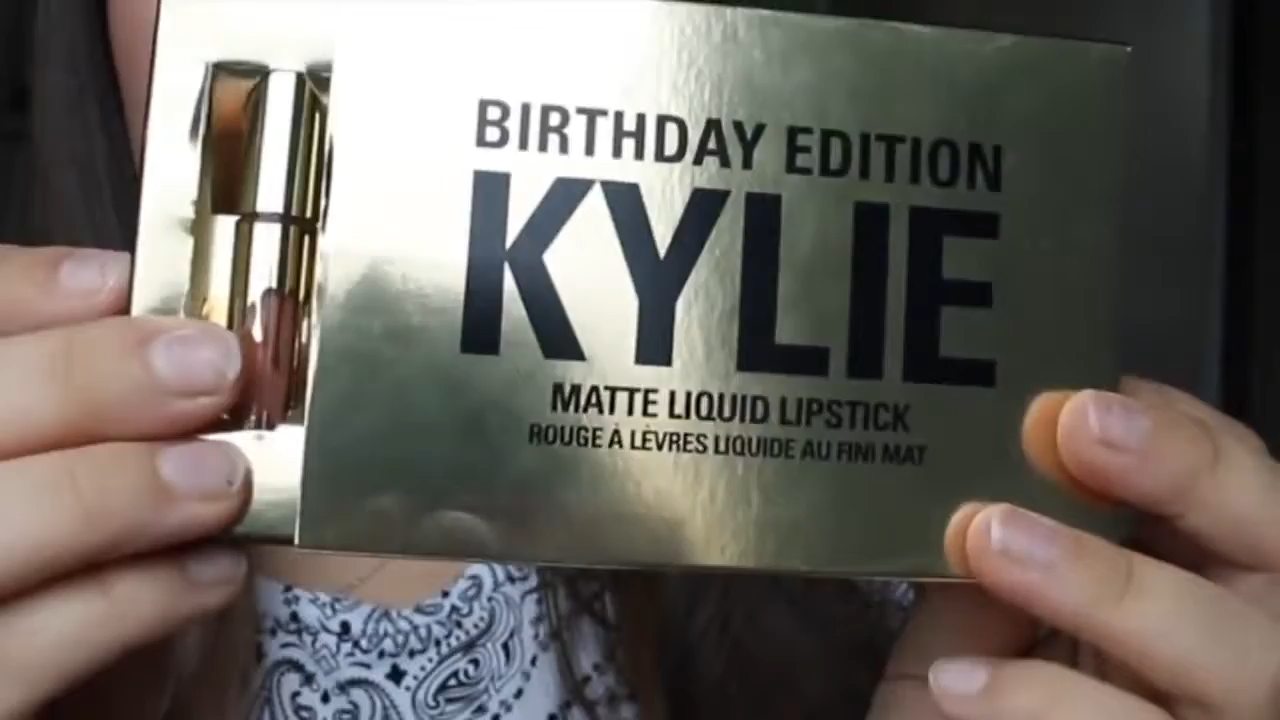 BIRTHDAY EDITION
KYLIE
MATTE LIQUID LIPSTICK
ROUGE À LÈVRES LIQUIDE AU FINI MAT